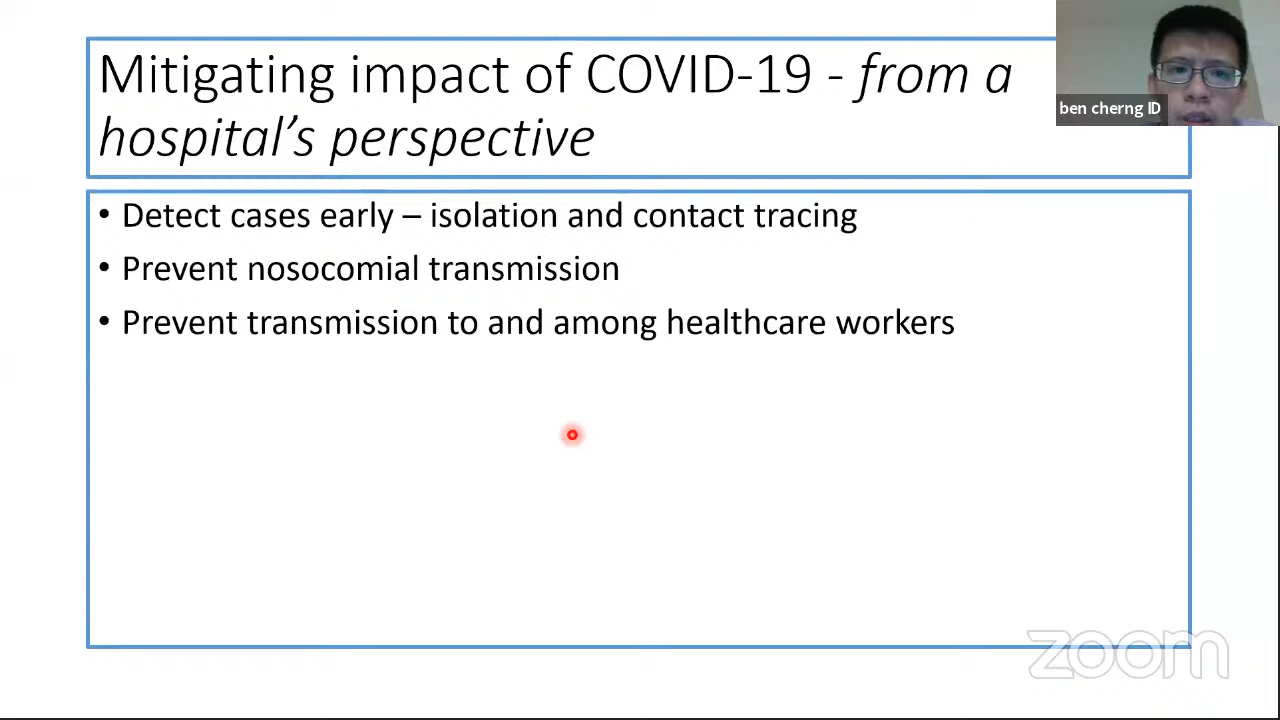 Mitigating impact of COVID-19 - from a
hospital’s perspective
ben cherng ID
• Detect cases early – isolation and contact tracing
• Prevent nosocomial transmission
• Prevent transmission to and among healthcare workers
zoom